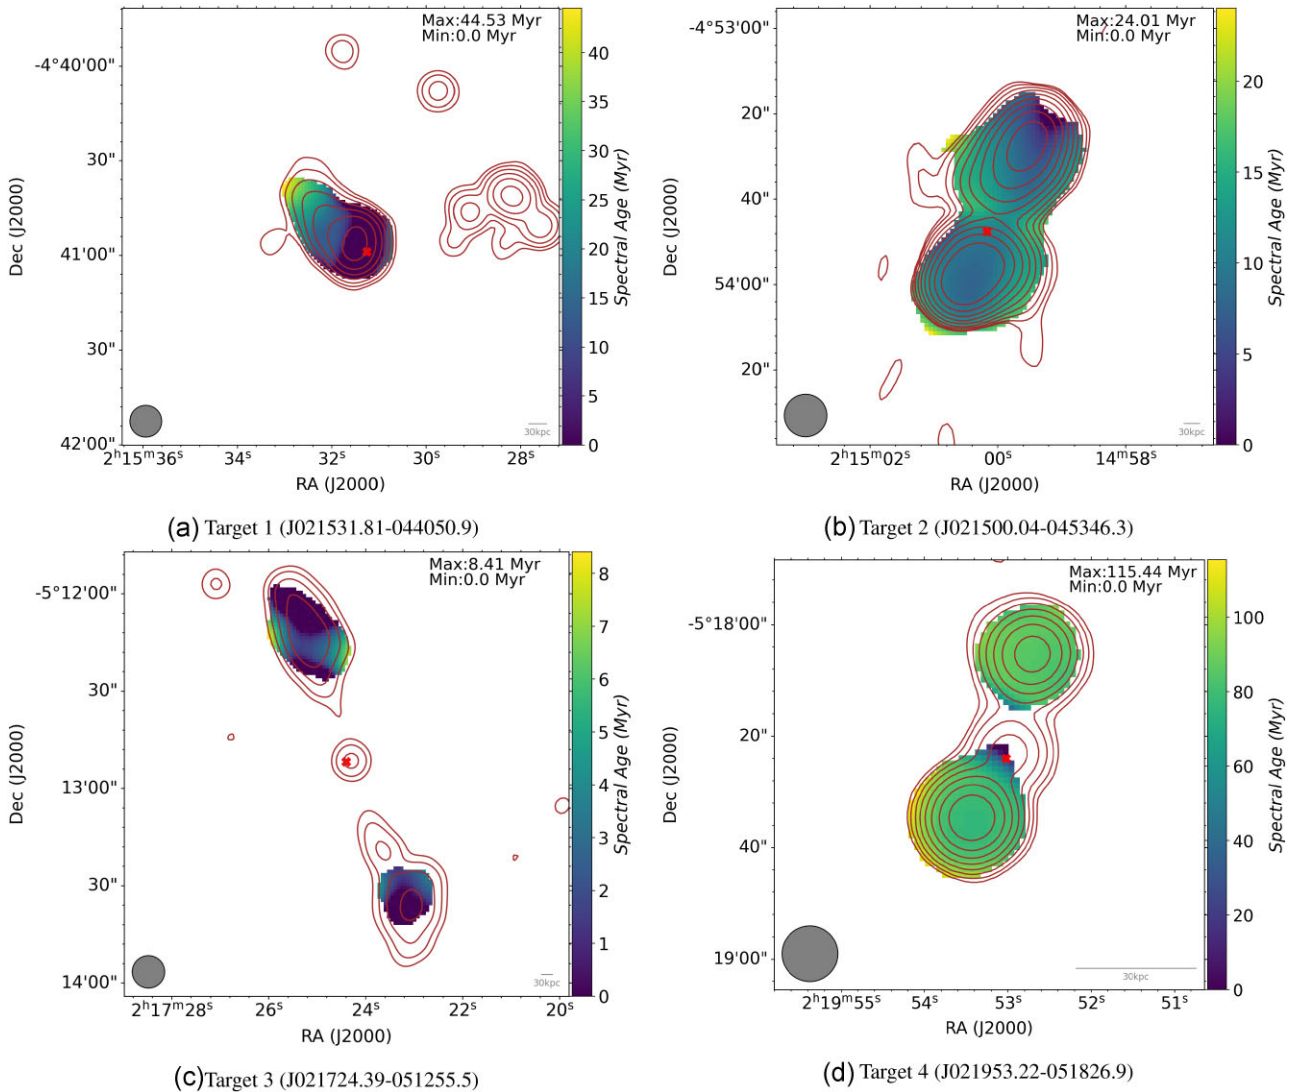 Max:44.53 Myr
Min:0.0 Myr
-4°40'00"
30"
41'00"
30"
42'00"
Dec (J2000)
2ʰ15ᵐ36ˢ 34ˢ 32ˢ 30ˢ 28ˢ
RA (J2000)
30kpc
40
35
30
25
20
15
10
5
0
Spectral Age (Myr)
(a) Target 1 (J021531.81-044050.9)
Max:24.01 Myr
Min:0.0 Myr
-4°53'00"
20"
40"
54'00"
20"
Dec (J2000)
2ʰ15ᵐ02ˢ 00ˢ 14ᵐ58ˢ
RA (J2000)
30kpc
20
15
10
5
0
Spectral Age (Myr)
(b) Target 2 (J021500.04-045346.3)
Max:8.41 Myr
Min:0.0 Myr
-5°12'00"
30"
13'00"
30"
14'00"
Dec (J2000)
2ʰ17ᵐ28ˢ 26ˢ 24ˢ 22ˢ 20ˢ
RA (J2000)
30kpc
8
7
6
5
4
3
2
1
0
Spectral Age (Myr)
(c) Target 3 (J021724.39-051255.5)
Max:115.44 Myr
Min:0.0 Myr
-5°18'00"
20"
40"
19'00"
Dec (J2000)
2ʰ19ᵐ55ˢ 54ˢ 53ˢ 52ˢ 51ˢ
RA (J2000)
30kpc
100
80
60
40
20
0
Spectral Age (Myr)
(d) Target 4 (J021953.22-051826.9)